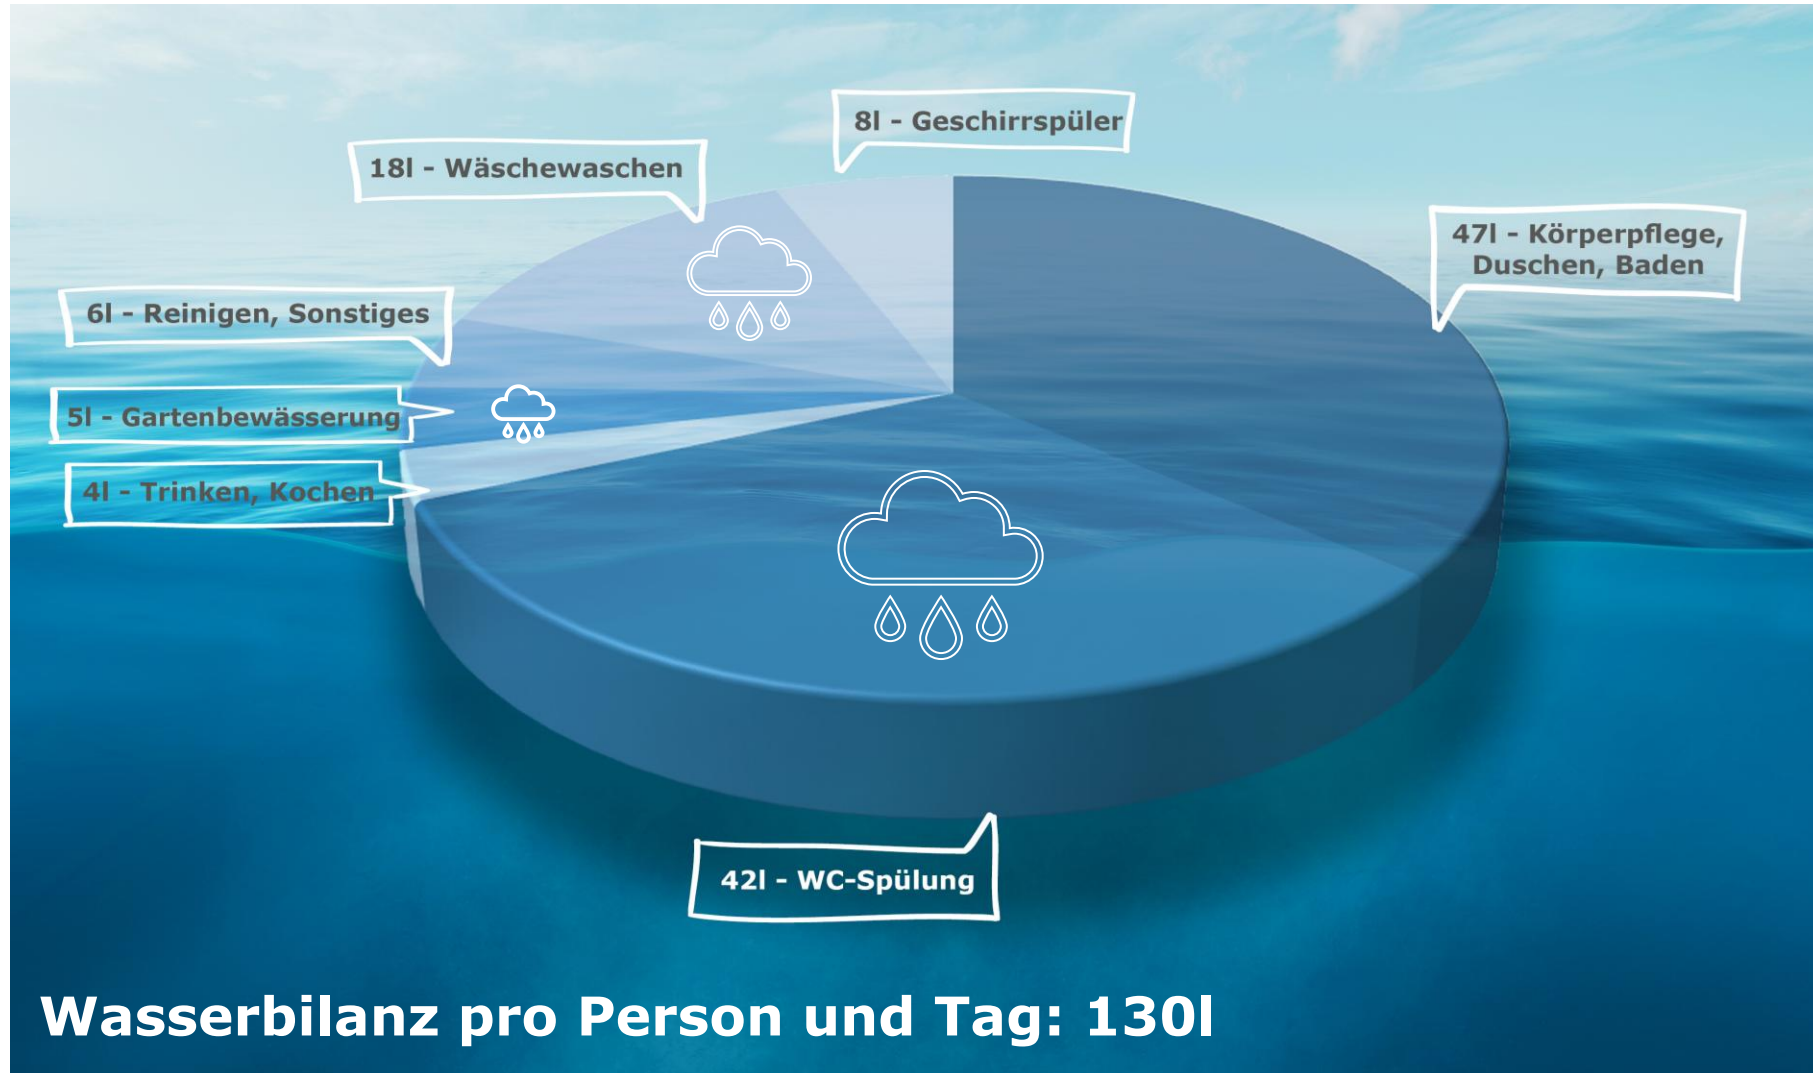 8l - Geschirrspüler
18l - Wäschewaschen
47l - Körperpflege,
Duschen, Baden
6l - Reinigen, Sonstiges
5l - Gartenbewässerung
4l - Trinken, Kochen
42l - WC-Spülung
Wasserbilanz pro Person und Tag: 130l